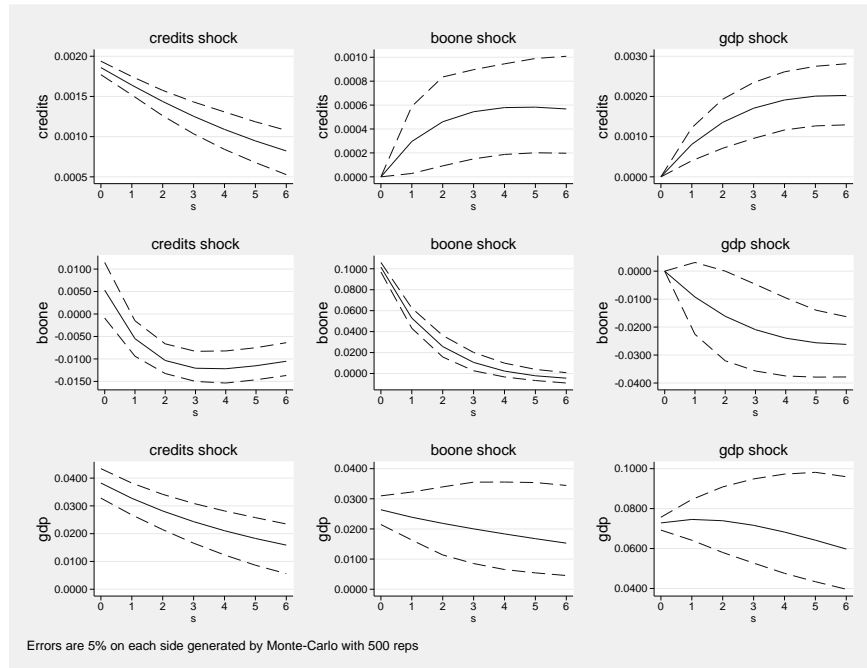 credits shock
boone shock
gdp shock
credits
0.0020
0.0015
0.0010
0.0005
0 1 2 3 4 5 6
s
credits
0.0010
0.0008
0.0006
0.0004
0.0002
0.0000
0 1 2 3 4 5 6
s
credits
0.0030
0.0020
0.0010
0.0000
0 1 2 3 4 5 6
s
credits shock
boone shock
gdp shock
boone
0.0100
0.0050
0.0000
-0.0050
-0.0100
-0.0150
0 1 2 3 4 5 6
s
boone
0.1000
0.0800
0.0600
0.0400
0.0200
0.0000
0 1 2 3 4 5 6
s
boone
0.0000
-0.0100
-0.0200
-0.0300
-0.0400
0 1 2 3 4 5 6
s
credits shock
boone shock
gdp shock
gdp
0.0400
0.0300
0.0200
0.0100
0.0000
0 1 2 3 4 5 6
s
gdp
0.0400
0.0300
0.0200
0.0100
0.0000
0 1 2 3 4 5 6
s
gdp
0.1000
0.0800
0.0600
0.0400
0 1 2 3 4 5 6
s
Errors are 5% on each side generated by Monte-Carlo with 500 reps